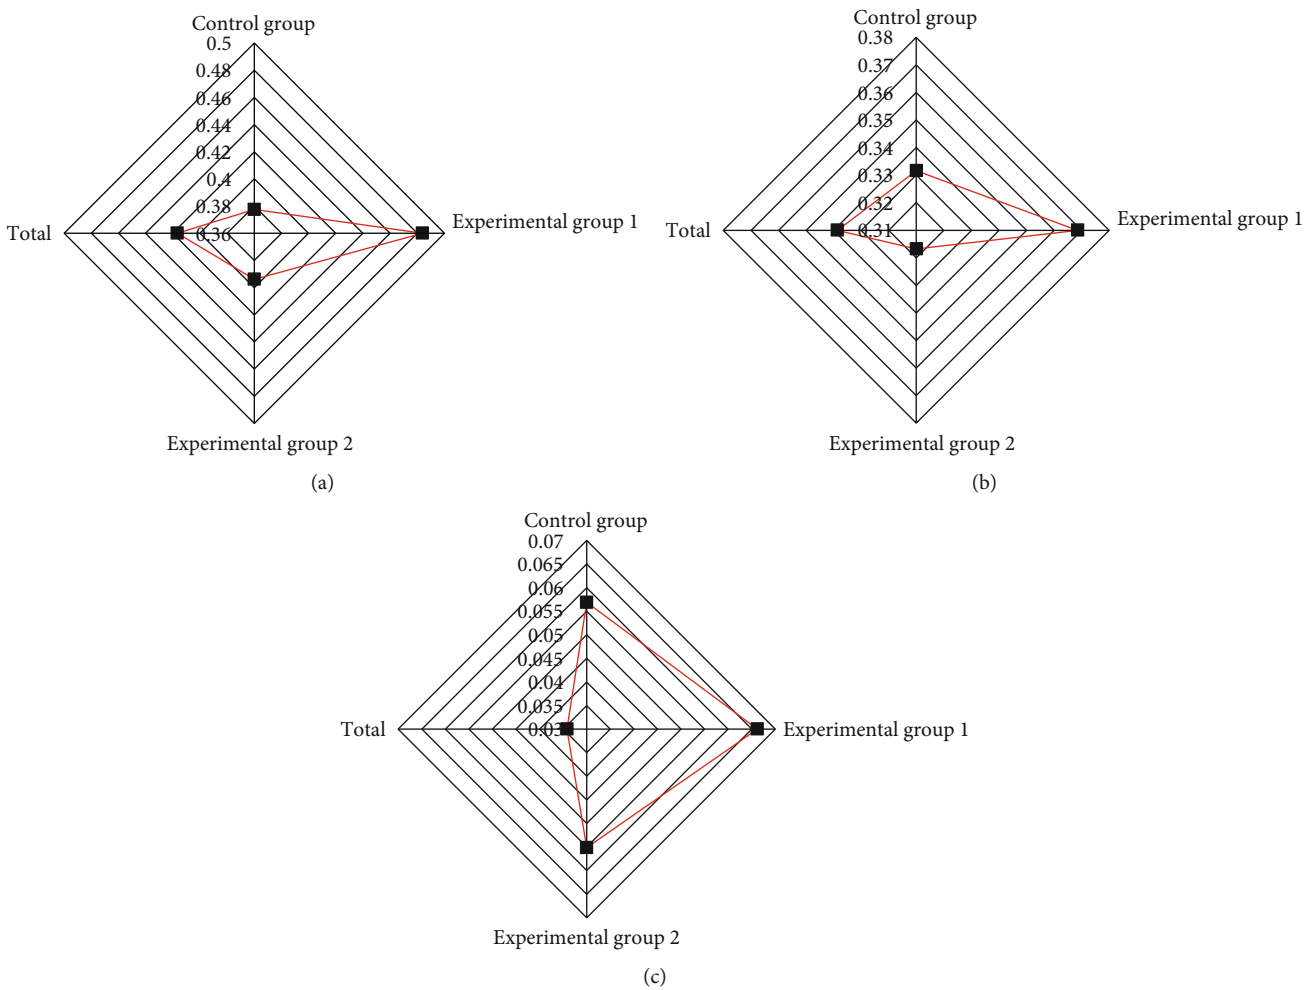 Control group
0.5
0.48
0.46
0.44
0.42
0.4
0.38
0.36
Total
Experimental group 1
Experimental group 2
(a)
Control group
0.38
0.37
0.36
0.35
0.34
0.33
0.32
0.31
Total
Experimental group 1
Experimental group 2
(b)
Control group
0.07
0.065
0.06
0.055
0.05
0.045
0.04
0.035
0.03
Total
Experimental group 1
Experimental group 2
(c)